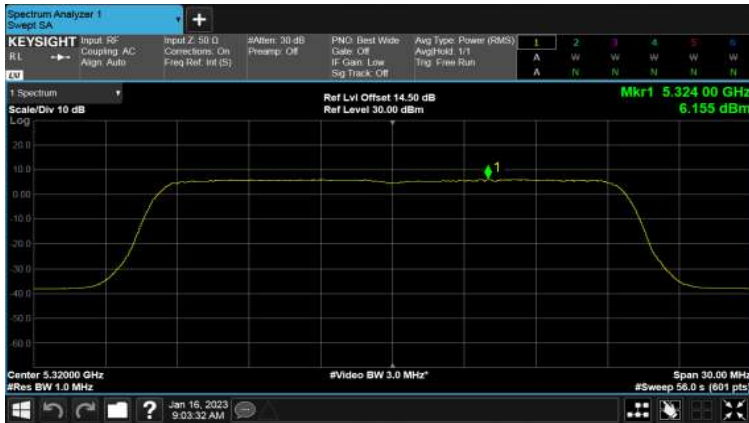 Spectrum Analyzer 1
Swept SA
+
KEYSIGHT Input: RF Input Z: 50 Ω #Atten: 30 dB PNO: Best Wide Avg Type: Power (RMS) 1 2 3 4 5 6
RL Coupling: AC Corrections: On Preamp: Off Gate: Off Avg|Hold: 1/1 A W W W W W
Align: Auto Freq Ref: Int (S) IF Gain: Low Trig: Free Run
LXI Sig Track: Off A N N N N N
1 Spectrum Ref Lvl Offset 14.50 dB Mkr1 5.324 00 GHz
Scale/Div 10 dB Ref Level 30.00 dBm 6.155 dBm
Log
20.0
10.0
1
0.00
-10.0
-20.0
-30.0
-40.0
-50.0
-60.0
Center 5.32000 GHz #Video BW 3.0 MHz* Span 30.00 MHz
#Res BW 1.0 MHz #Sweep 56.0 s (601 pts)
? Jan 16, 2023
9:03:32 AM